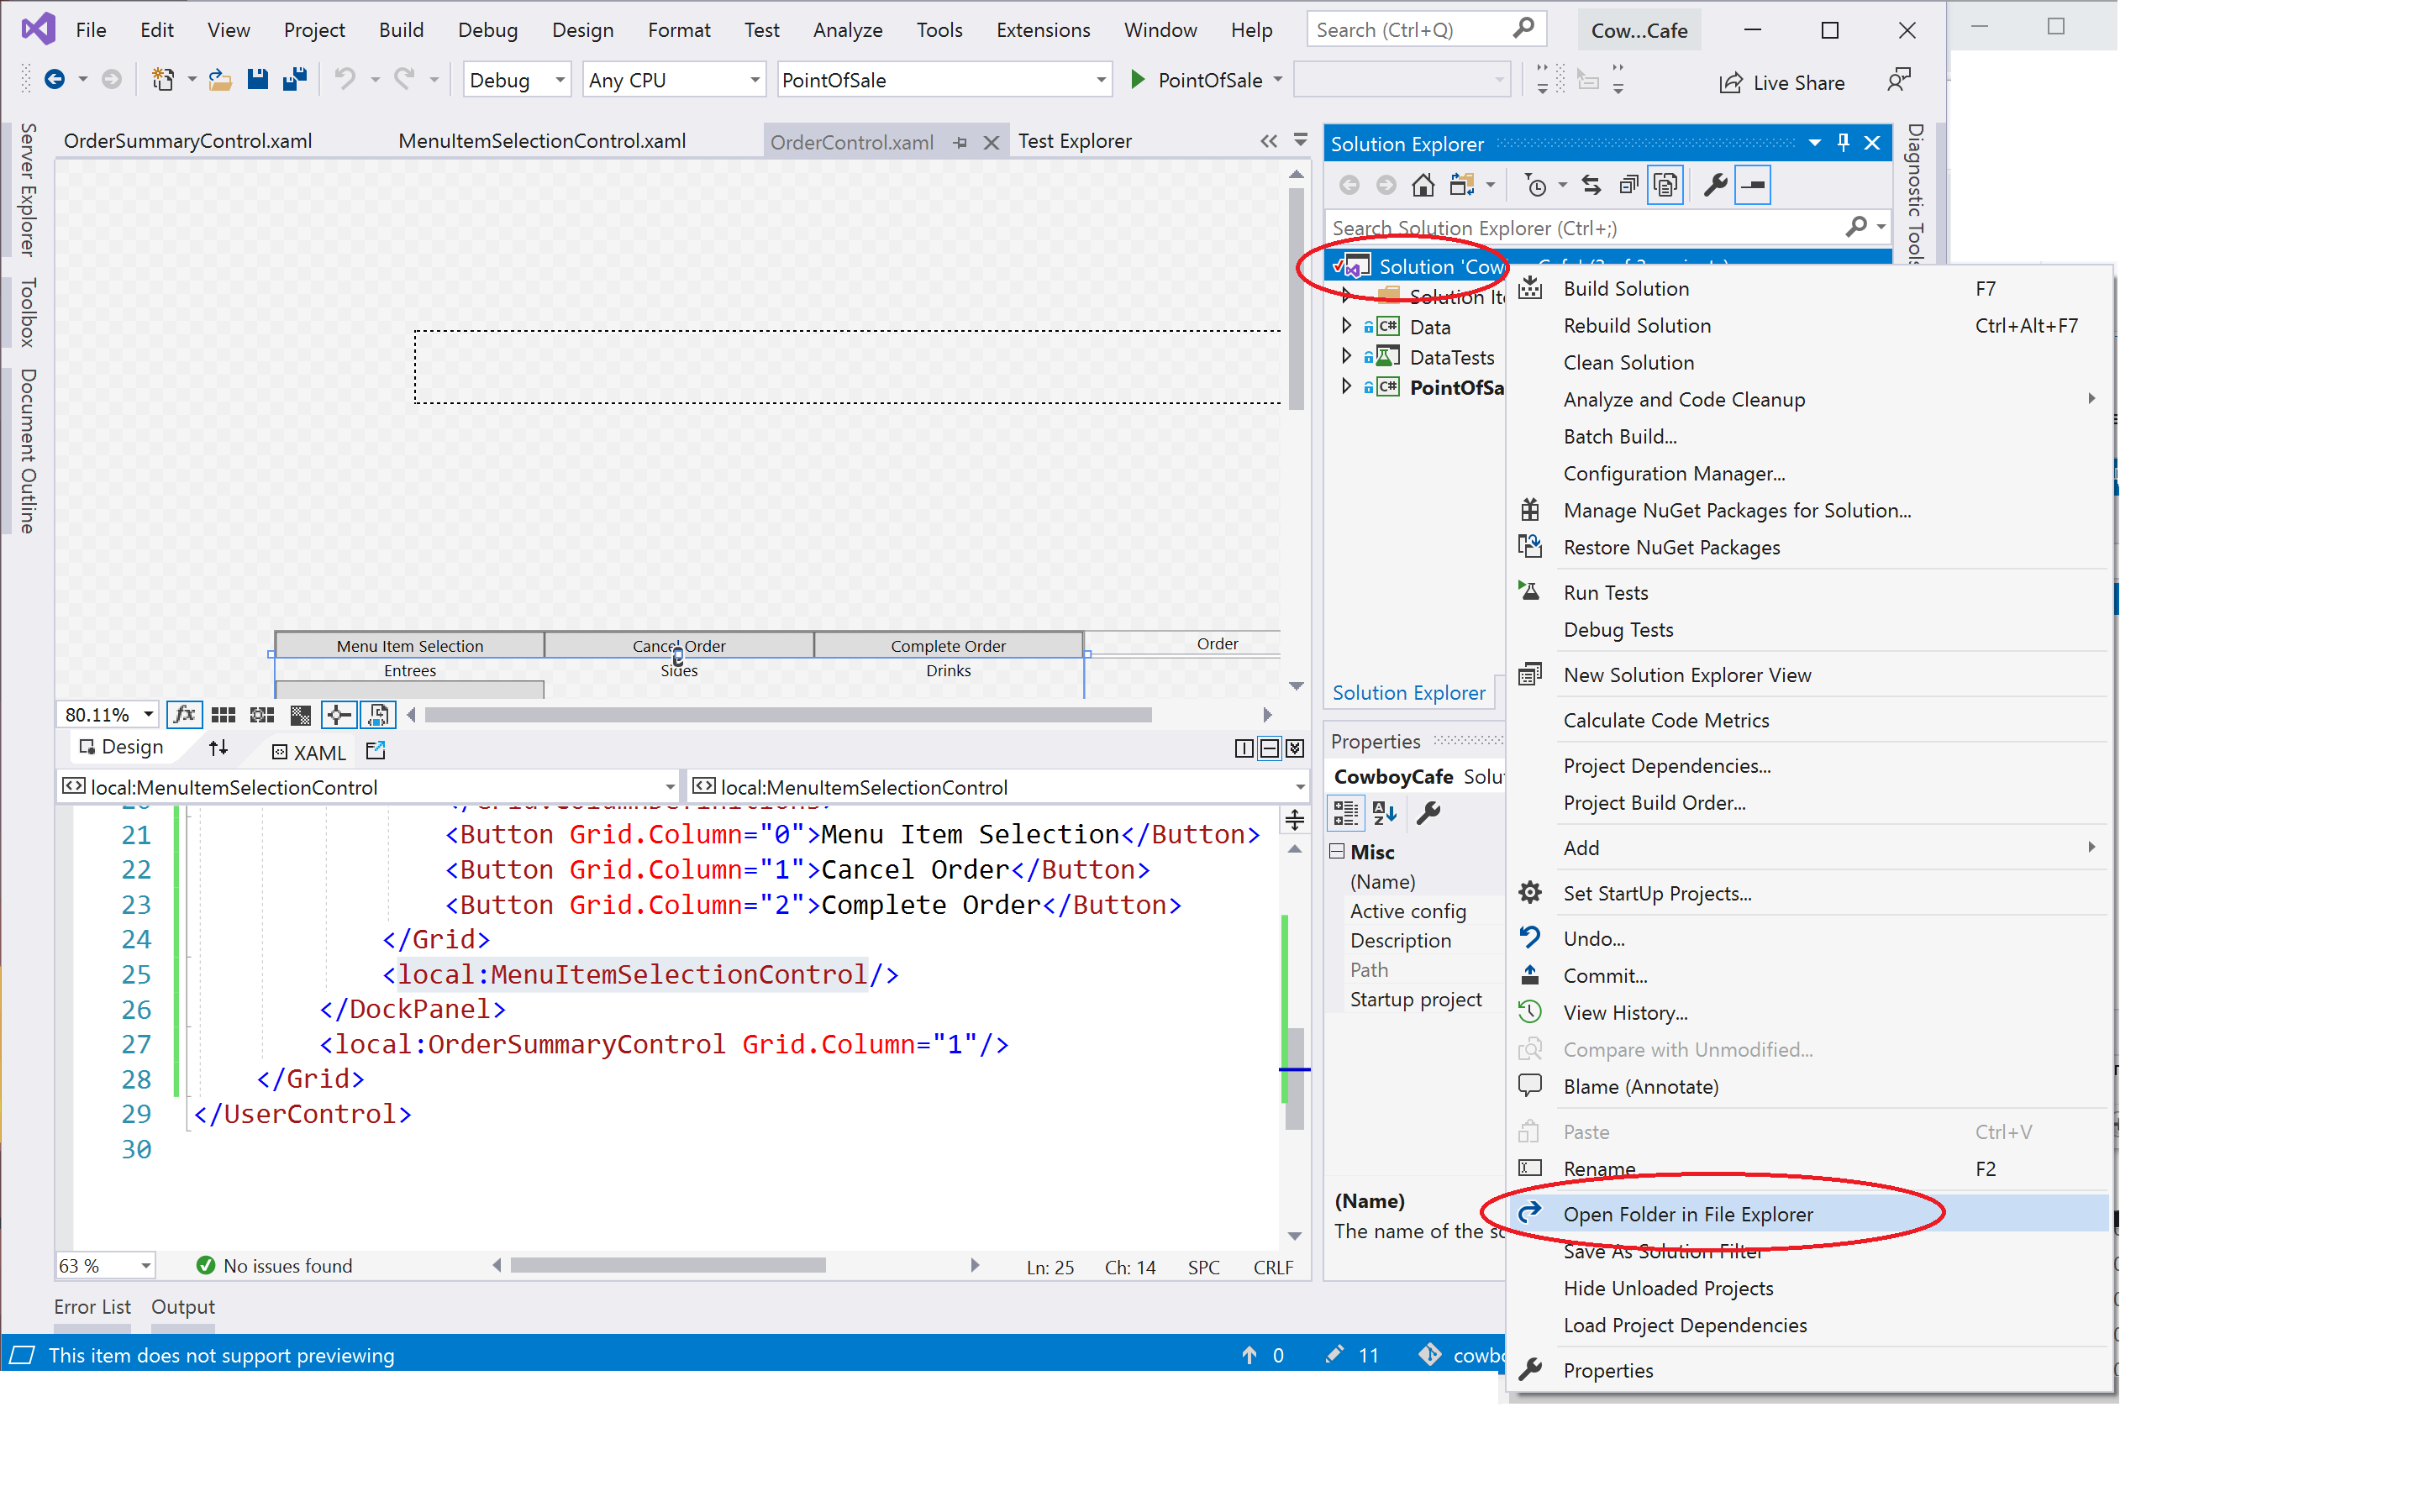 File Edit View Project Build Debug Design Format Test Analyze Tools Extensions Window Help Search (Ctrl+Q) Cow...Cafe
Debug Any CPU PointOfSale PointOfSale Live Share
Server Explorer
Toolbox
Document Outline
OrderSummaryControl.xaml MenuItemSelectionControl.xaml OrderControl.xaml Test Explorer
Menu Item Selection Cancel Order Complete Order Order
Entrees Sides Drinks
80.11% fx
Design XAML
local:MenuItemSelectionControl local:MenuItemSelectionControl
21 <Button Grid.Column="0">Menu Item Selection</Button>
22 <Button Grid.Column="1">Cancel Order</Button>
23 <Button Grid.Column="2">Complete Order</Button>
24 </Grid>
25 <local:MenuItemSelectionControl/>
26 </DockPanel>
27 <local:OrderSummaryControl Grid.Column="1"/>
28 </Grid>
29 </UserControl>
30
63 % No issues found Ln: 25 Ch: 14 SPC CRLF
Error List Output
This item does not support previewing 0 11 cowb
Solution Explorer
Search Solution Explorer (Ctrl+;)
Solution 'Cow
Solution It
C# Data
DataTests
C# PointOfSa
Solution Explorer
Properties
CowboyCafe Solu
Misc
(Name)
Active config
Description
Path
Startup project
(Name)
The name of the so
Diagnostic Tools
Build Solution F7
Rebuild Solution Ctrl+Alt+F7
Clean Solution
Analyze and Code Cleanup
Batch Build...
Configuration Manager...
Manage NuGet Packages for Solution...
Restore NuGet Packages
Run Tests
Debug Tests
New Solution Explorer View
Calculate Code Metrics
Project Dependencies...
Project Build Order...
Add
Set StartUp Projects...
Undo...
Commit...
View History...
Compare with Unmodified...
Blame (Annotate)
Paste Ctrl+V
Rename F2
Open Folder in File Explorer
Save As Solution Filter
Hide Unloaded Projects
Load Project Dependencies
Properties